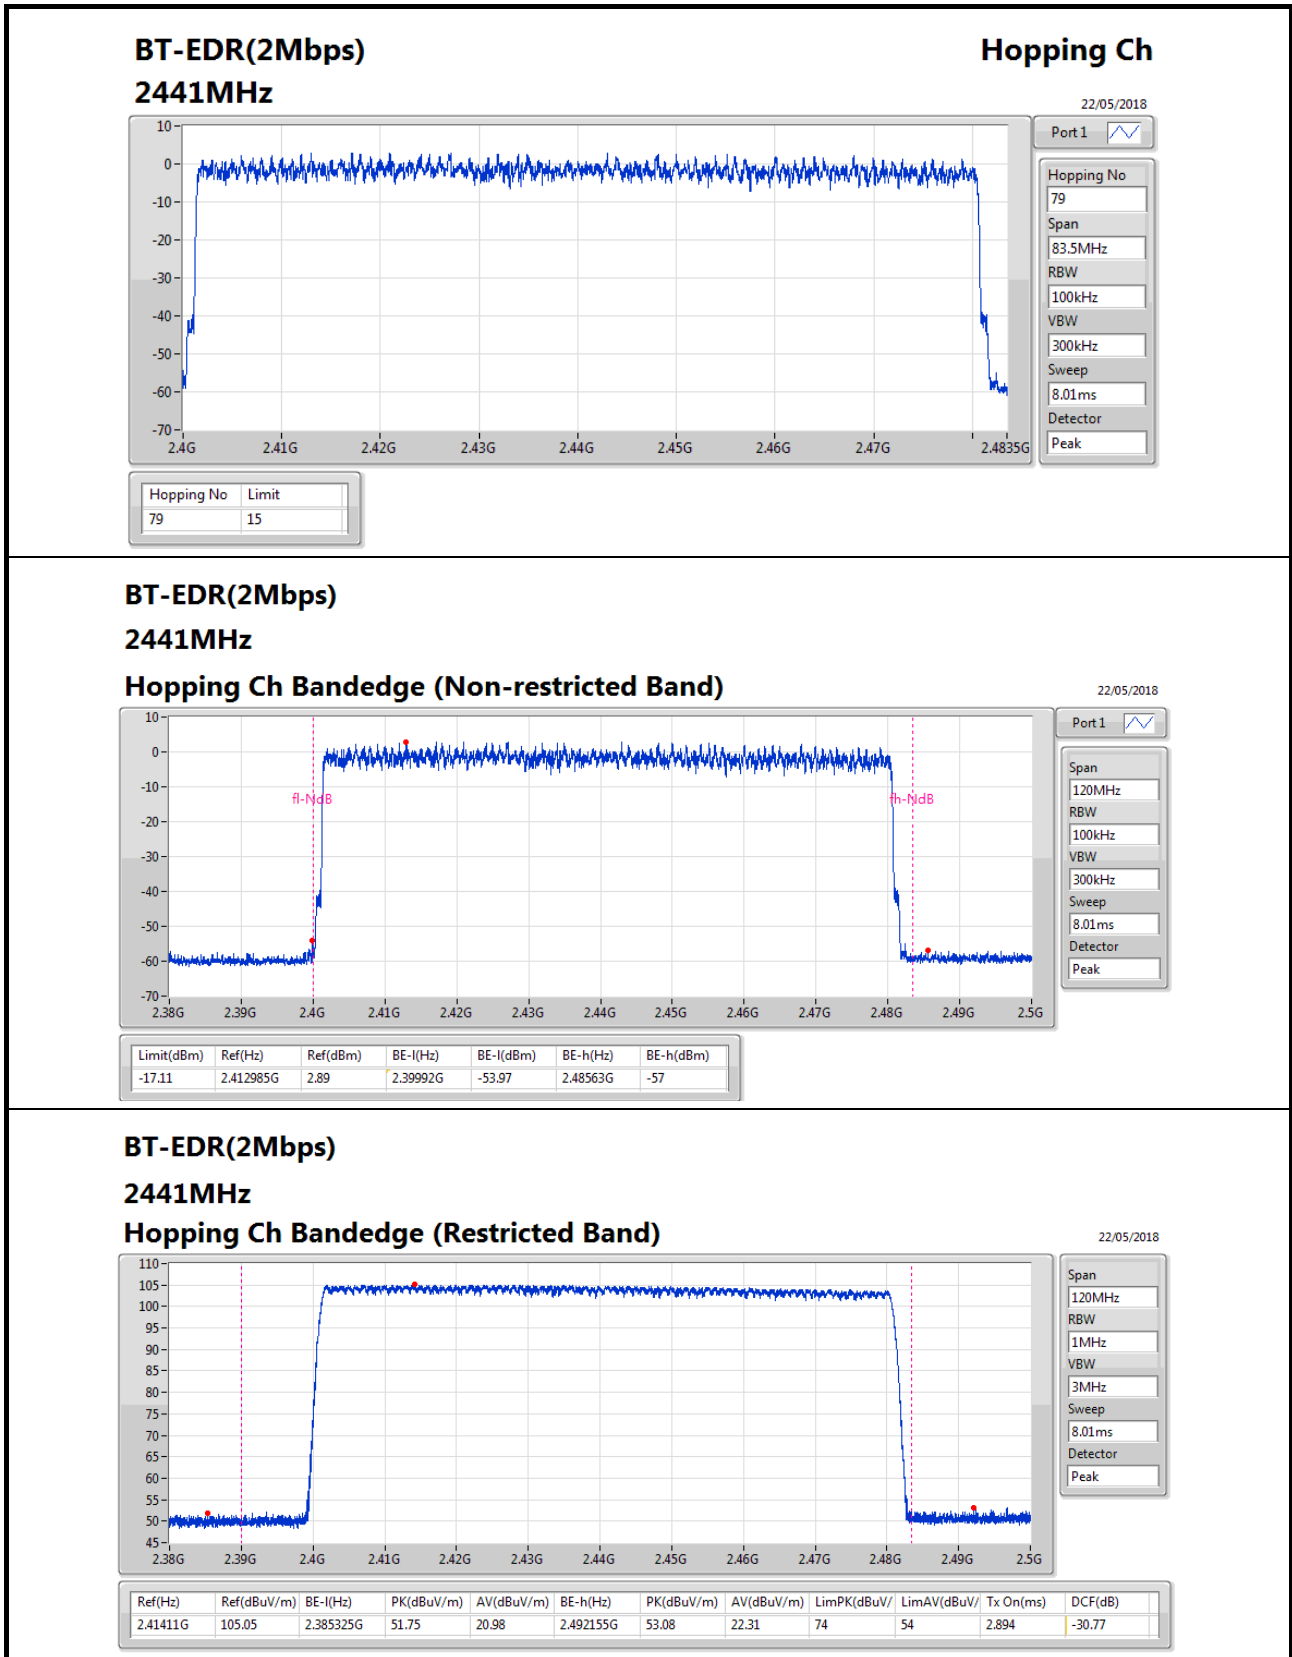 BT-EDR(2Mbps) Hopping Ch
2441MHz
22/05/2018
10
0
-10
-20
-30
-40
-50
-60
-70
2.4G 2.41G 2.42G 2.43G 2.44G 2.45G 2.46G 2.47G 2.4835G
Port 1
Hopping No
79
Span
83.5MHz
RBW
100kHz
VBW
300kHz
Sweep
8.01ms
Detector
Peak
Hopping No Limit
79 15
BT-EDR(2Mbps)
2441MHz
Hopping Ch Bandedge (Non-restricted Band)
22/05/2018
10
0
-10
-20
-30
-40
-50
-60
-70
fl-NdB fh-NdB
2.38G 2.39G 2.4G 2.41G 2.42G 2.43G 2.44G 2.45G 2.46G 2.47G 2.48G 2.49G 2.5G
Port 1
Span
120MHz
RBW
100kHz
VBW
300kHz
Sweep
8.01ms
Detector
Peak
Limit(dBm) Ref(Hz) Ref(dBm) BE-l(Hz) BE-l(dBm) BE-h(Hz) BE-h(dBm)
-17.11 2.412985G 2.89 2.39992G -53.97 2.48563G -57
BT-EDR(2Mbps)
2441MHz
Hopping Ch Bandedge (Restricted Band)
22/05/2018
110
105
100
95
90
85
80
75
70
65
60
55
50
45
2.38G 2.39G 2.4G 2.41G 2.42G 2.43G 2.44G 2.45G 2.46G 2.47G 2.48G 2.49G 2.5G
Span
120MHz
RBW
1MHz
VBW
3MHz
Sweep
8.01ms
Detector
Peak
Ref(Hz) Ref(dBuV/m) BE-l(Hz) PK(dBuV/m) AV(dBuV/m) BE-h(Hz) PK(dBuV/m) AV(dBuV/m) LimPK(dBuV/ LimAV(dBuV/ Tx On(ms) DCF(dB)
2.41411G 105.05 2.385325G 51.75 20.98 2.492155G 53.08 22.31 74 54 2.894 -30.77